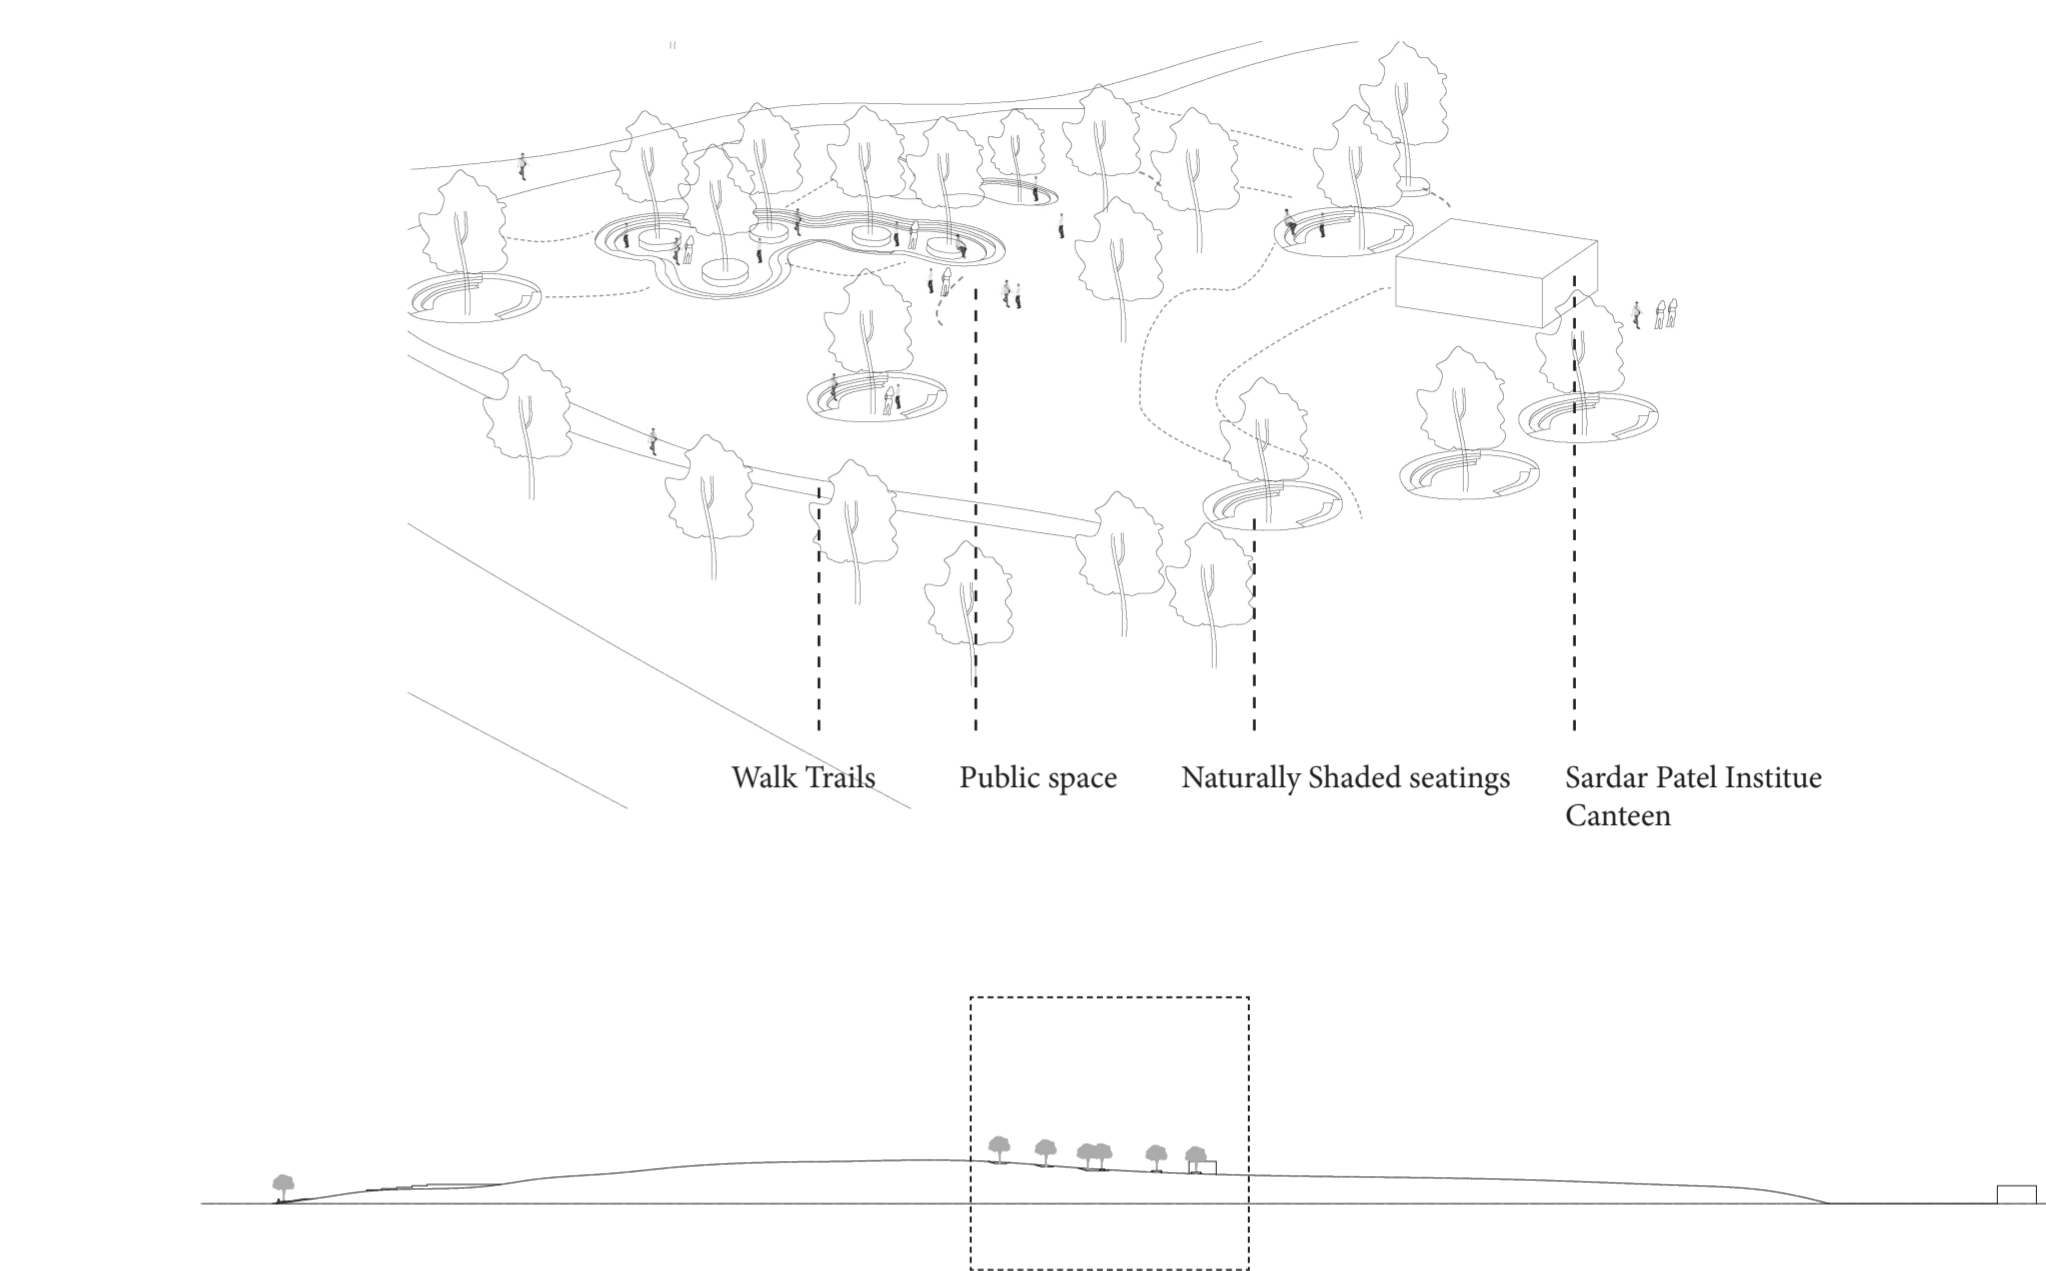 Walk Trails
Public space
Naturally Shaded seatings
Sardar Patel Institue
Canteen